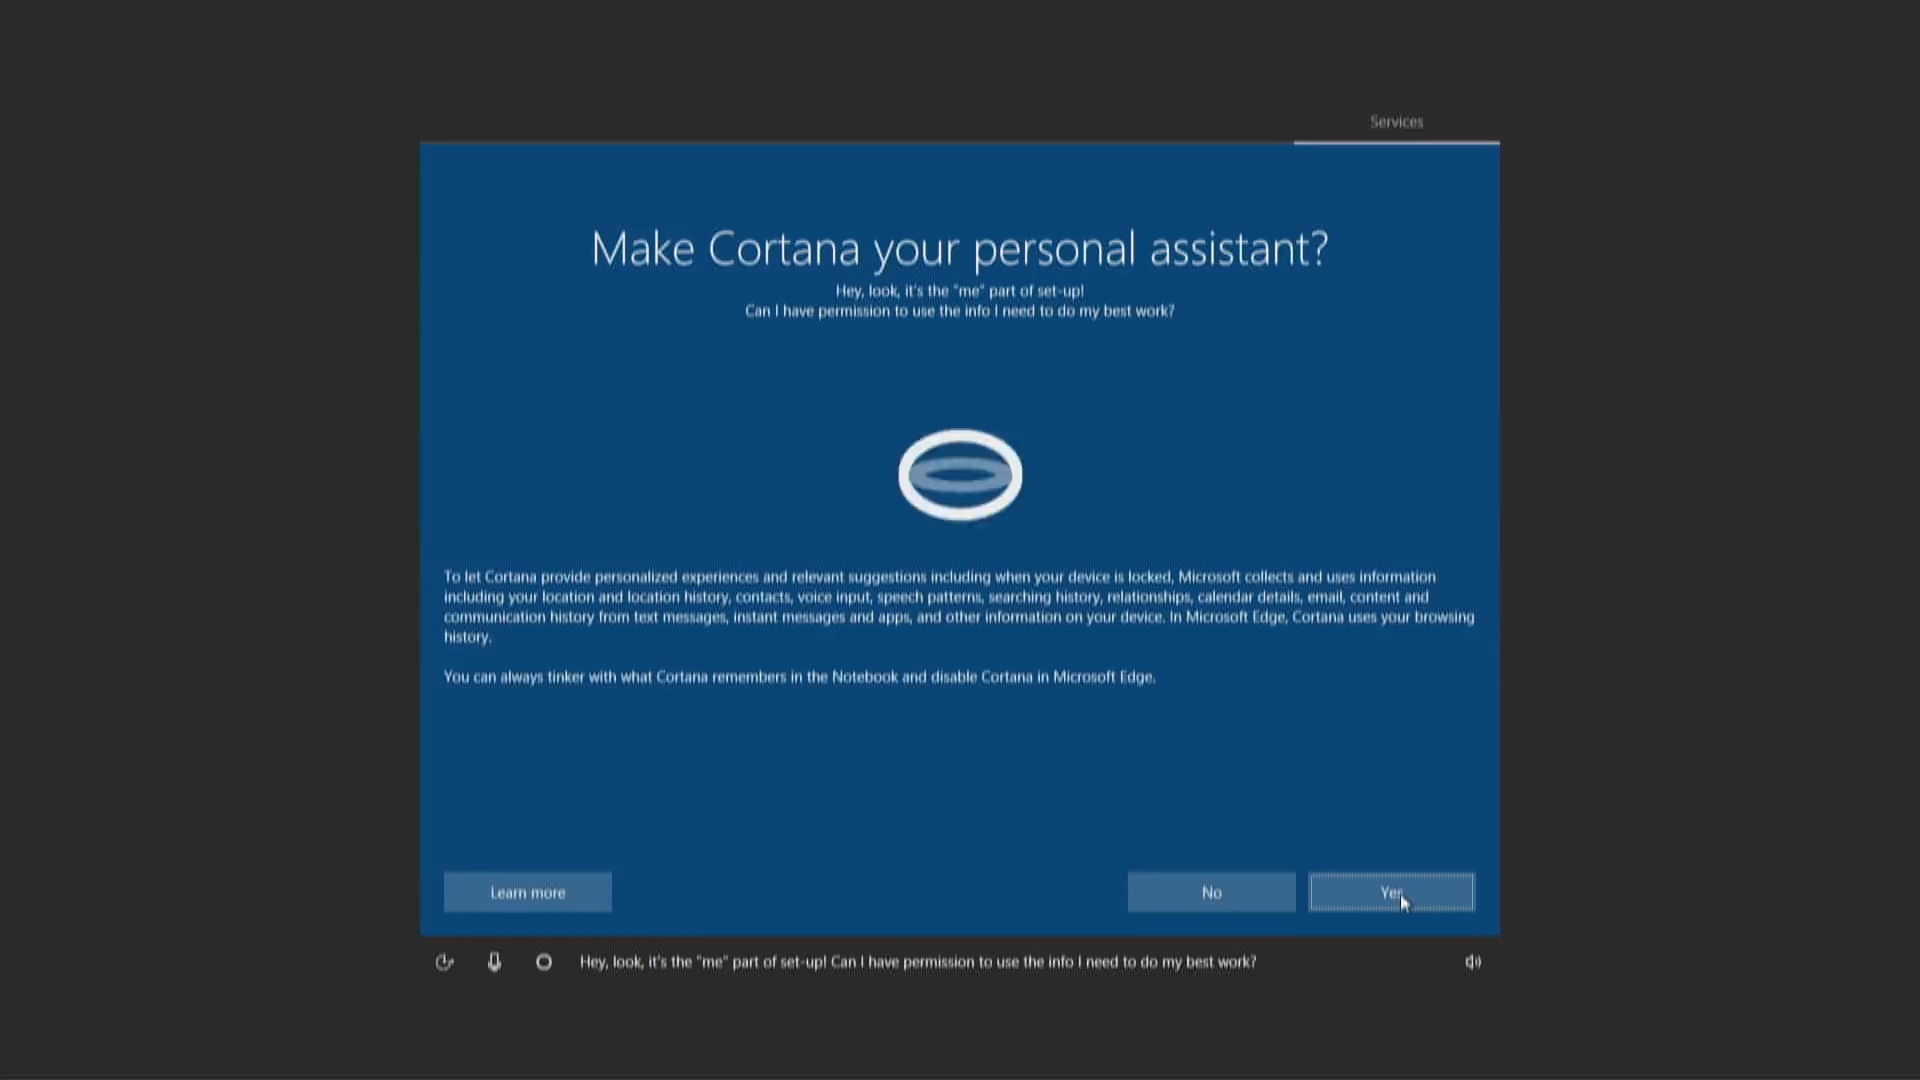 Services
Make Cortana your personal assistant?
Hey, look, it's the "me" part of set-up!
Can I have permission to use the info I need to do my best work?
To let Cortana provide personalized experiences and relevant suggestions including when your device is locked, Microsoft collects and uses information
including your location and location history, contacts, voice input, speech patterns, searching history, relationships, calendar details, email, content and
communication history from text messages, instant messages and apps, and other information on your device. In Microsoft Edge, Cortana uses your browsing
history.
You can always tinker with what Cortana remembers in the Notebook and disable Cortana in Microsoft Edge.
Learn more
No
Yes
Hey, look, it's the "me" part of set-up! Can I have permission to use the info I need to do my best work?